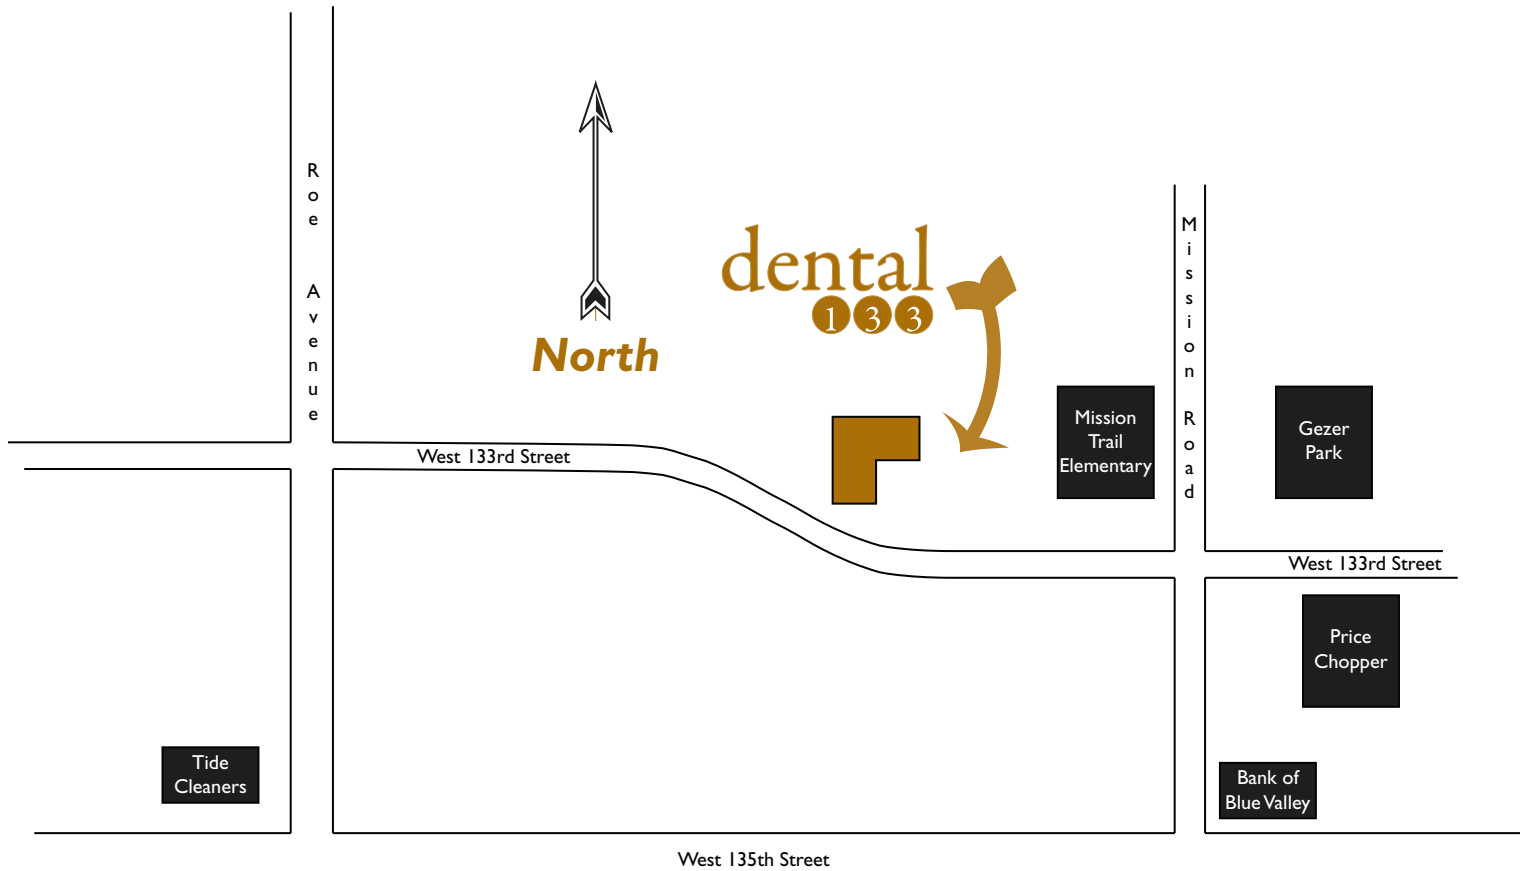 Roe Avenue
dental
133
North
Mission Road
Mission
Trail
Elementary
Gezer
Park
West 133rd Street
West 133rd Street
Price
Chopper
Tide
Cleaners
Bank of
Blue Valley
West 135th Street